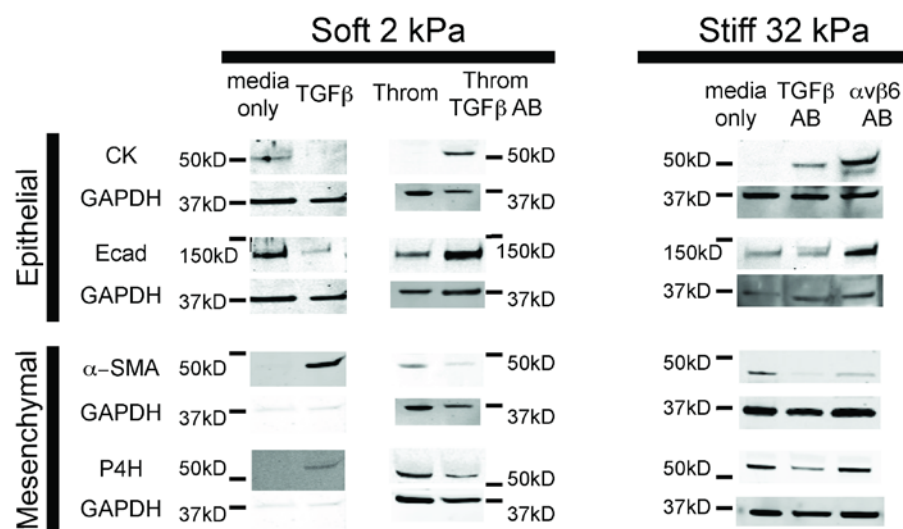 Soft 2 kPa
Stiff 32 kPa
media only
TGFβ
Throm
Throm TGFβ AB
media only
TGFβ AB
αvβ6 AB
Epithelial
CK 50kD 50kD 50kD
GAPDH 37kD 37kD 37kD
Ecad 150kD 150kD 150kD
GAPDH 37kD 37kD 37kD
Mesenchymal
α-SMA 50kD 50kD 50kD
GAPDH 37kD 37kD 37kD
P4H 50kD 50kD 50kD
GAPDH 37kD 37kD 37kD